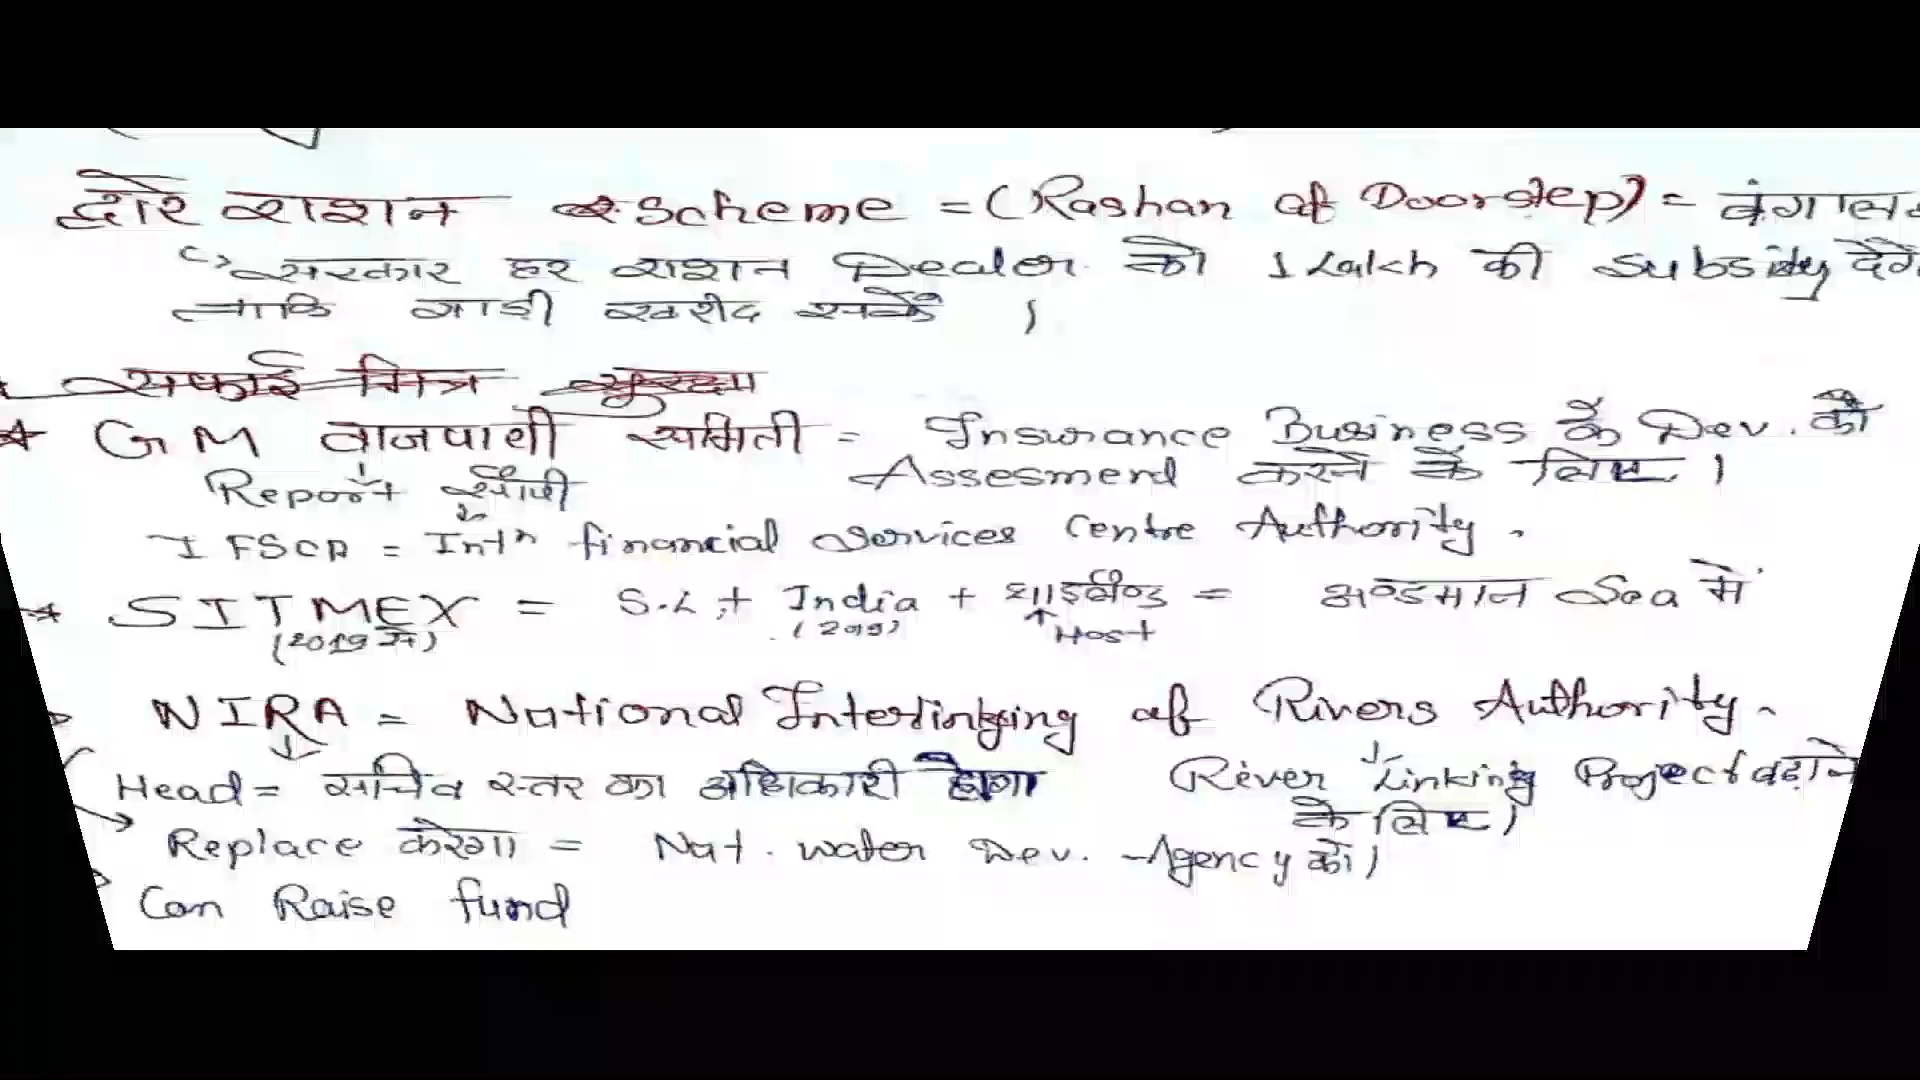 द्वारे राशन Scheme = (Rashan at Doorstep) = बंगाल
सरकार हर राशन Dealer को 1 Lakh की Subsidy देगी
ताकि गाड़ी खरीद सकें ।
सफाई मित्र सुरक्षा
GM वाजपायी समिती = Insurance Business के Dev. को
Report सौंपी Assesment करने के लिए ।
IFSCA = Intn financial Services Centre Authority.
SITMEX = S.L + India + थाईलैण्ड = अण्डमान Sea में
(2019 से) (2019) Host
NIRA = National Interlinking of Rivers Authority.
Head = सचिव स्तर का अधिकारी होगा River Linking Project बढ़ाने
के लिए ।
Replace करेगा = Nat. water Dev. Agency को ।
Can Raise fund